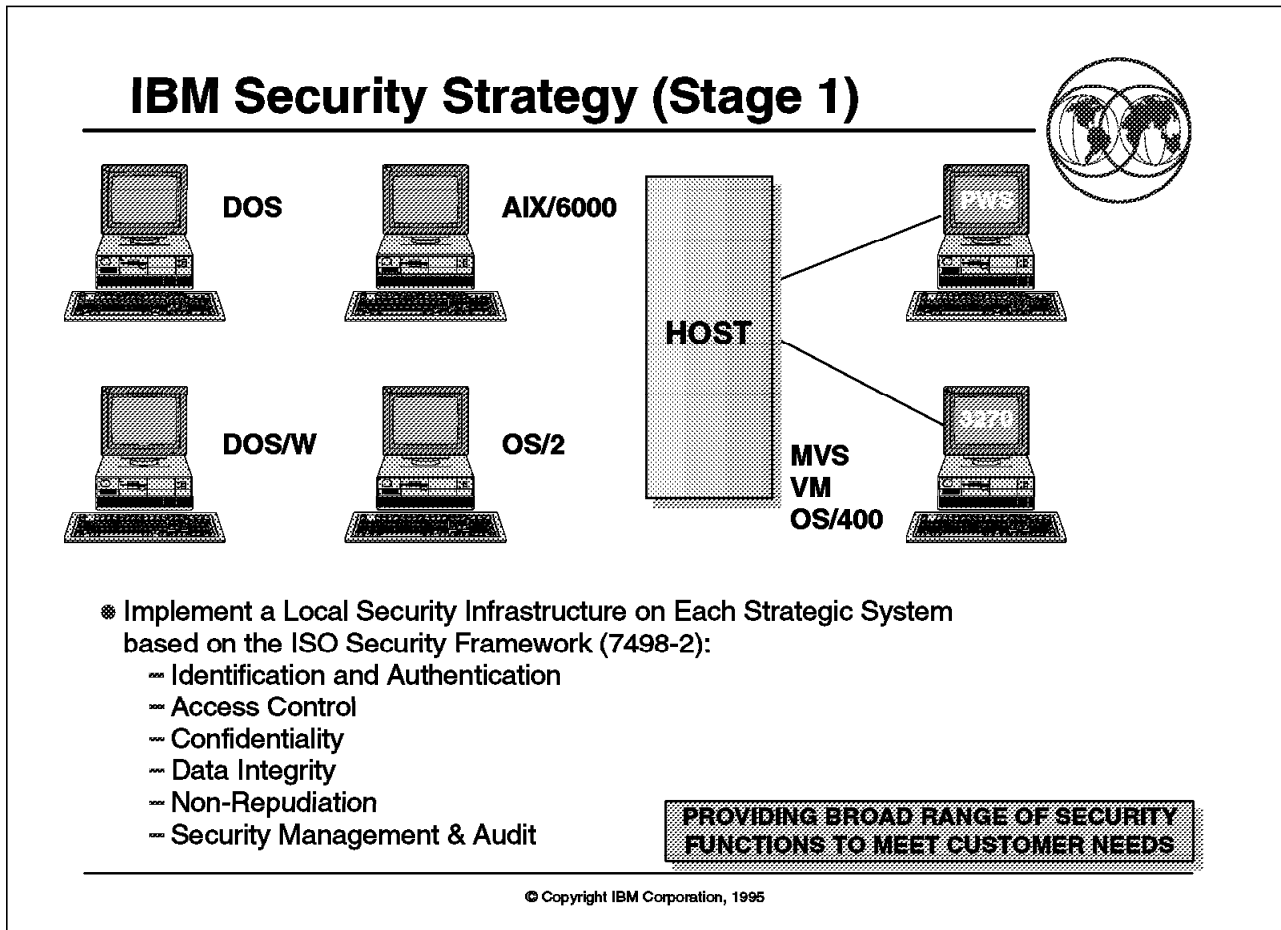 IBM Security Strategy (Stage 1)
DOS
AIX/6000
HOST
PWS
DOS/W
OS/2
MVS
VM
OS/400
3270
Implement a Local Security Infrastructure on Each Strategic System
based on the ISO Security Framework (7498-2):
Identification and Authentication
Access Control
Confidentiality
Data Integrity
Non-Repudiation
Security Management & Audit
PROVIDING BROAD RANGE OF SECURITY
FUNCTIONS TO MEET CUSTOMER NEEDS
© Copyright IBM Corporation, 1995